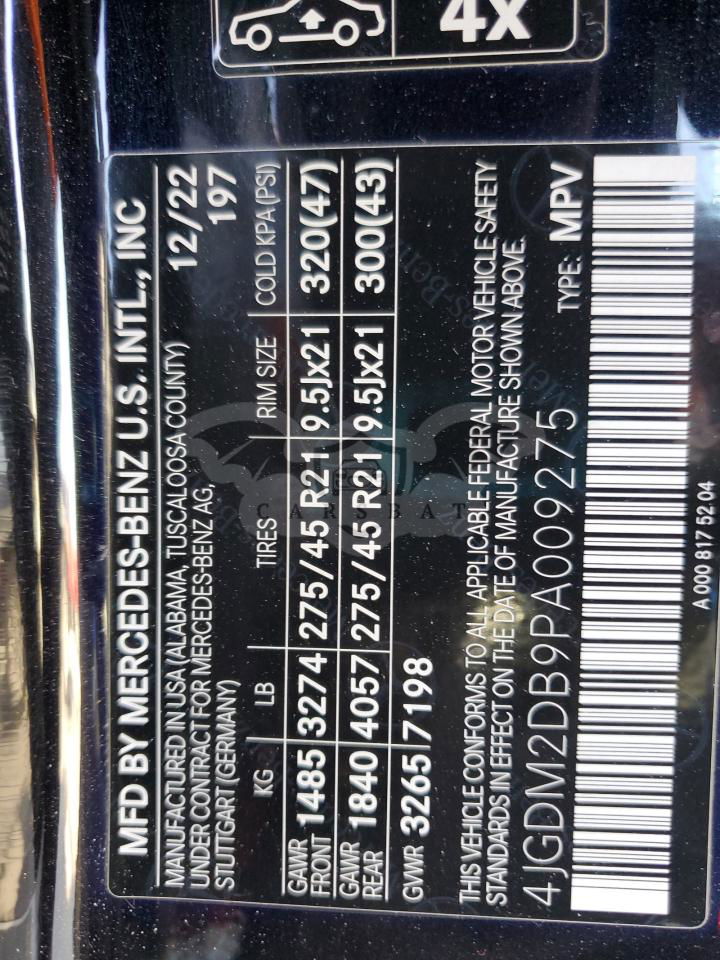 4x
MFD BY MERCEDES-BENZ U.S. INTL., INC
MANUFACTURED IN USA (ALABAMA, TUSCALOOSA COUNTY) 12/22
UNDER CONTRACT FOR MERCEDES-BENZ AG, 197
STUTTGART (GERMANY)
KG LB TIRES RIM SIZE COLD KPA (PSI)
GAWR FRONT 1485 3274 275/45 R21 9.5Jx21 320(47)
GAWR REAR 1840 4057 275/45 R21 9.5Jx21 300(43)
GVWR 3265 7198
THIS VEHICLE CONFORMS TO ALL APPLICABLE FEDERAL MOTOR VEHICLE SAFETY
STANDARDS IN EFFECT ON THE DATE OF MANUFACTURE SHOWN ABOVE.
4JGDM2DB9PA009275 TYPE: MPV
A 000 817 52 04
CARSBAT